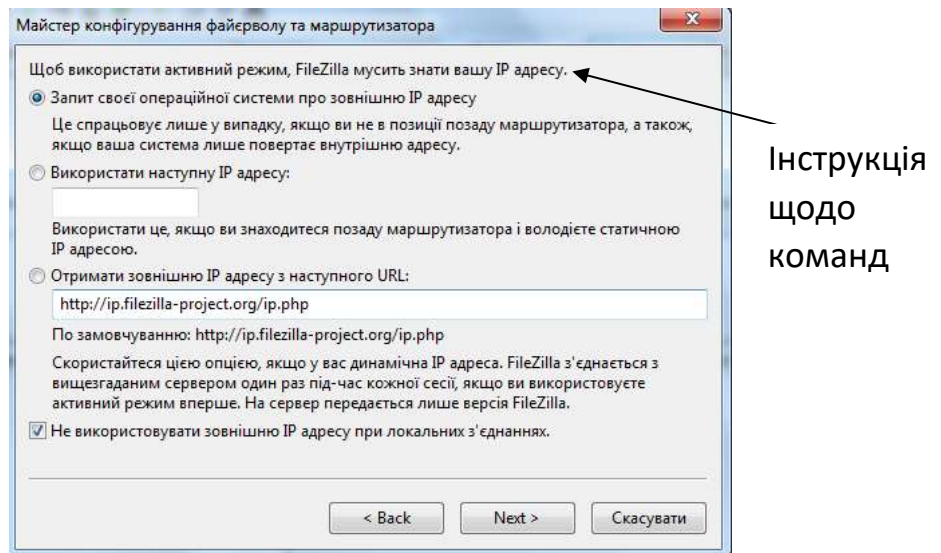 Майстер конфігурування файєрволу та маршрутизатора
Щоб використати активний режим, FileZilla мусить знати вашу IP адресу.
Запит своєї операційної системи про зовнішню IP адресу
Це спрацьовує лише у випадку, якщо ви не в позиції позаду маршрутизатора, а також,
якщо ваша система лише повертає внутрішню адресу.
Використати наступну IP адресу:
Використати це, якщо ви знаходитеся позаду маршрутизатора і володієте статичною
IP адресою.
Отримати зовнішню IP адресу з наступного URL:
http://ip.filezilla-project.org/ip.php
По замовчуванню: http://ip.filezilla-project.org/ip.php
Скористайтеся цією опцією, якщо у вас динамічна IP адреса. FileZilla з'єднається з
вищезгаданим сервером один раз під-час кожної сесії, якщо ви використовуєте
активний режим вперше. На сервер передається лише версія FileZilla.
Не використовувати зовнішню IP адресу при локальних з'єднаннях.
< Back
Next >
Скасувати
Інструкція
щодо
команд